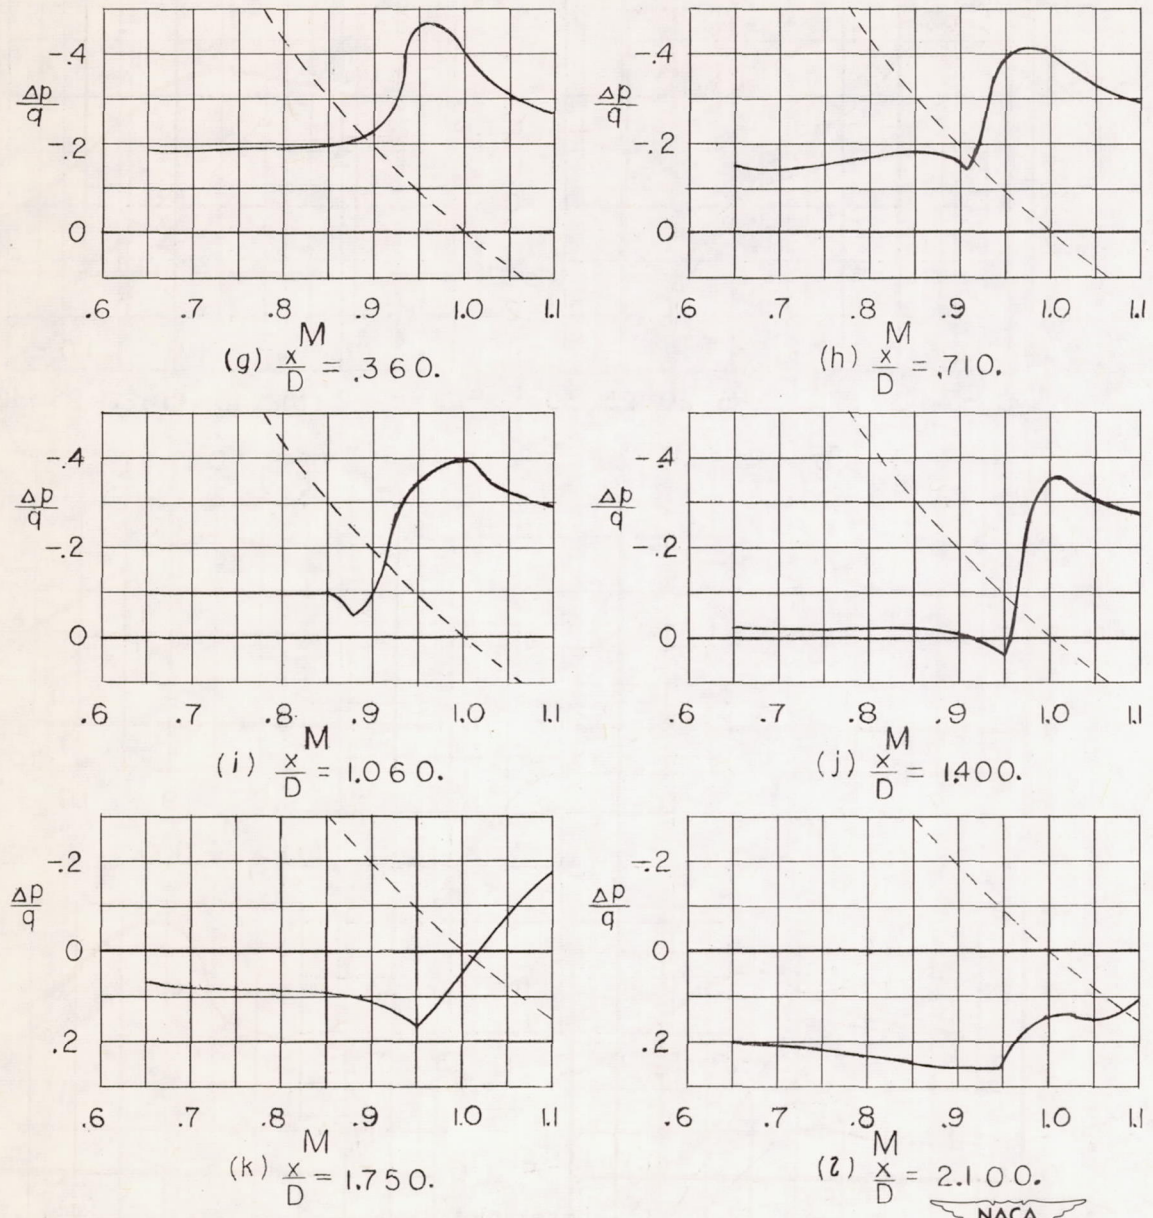 -.4
Δp/q
-.2
0
.6 .7 .8 .9 1.0 1.1
M
(g) x/D = .360.
-.4
Δp/q
-.2
0
.6 .7 .8 .9 1.0 1.1
M
(h) x/D = .710.
-.4
Δp/q
-.2
0
.6 .7 .8 .9 1.0 1.1
M
(i) x/D = 1.060.
-.4
Δp/q
-.2
0
.6 .7 .8 .9 1.0 1.1
M
(j) x/D = 1.400.
-.2
Δp/q
0
.2
.6 .7 .8 .9 1.0 1.1
M
(k) x/D = 1.750.
-.2
Δp/q
0
.2
.6 .7 .8 .9 1.0 1.1
M
(l) x/D = 2.100.
NACA